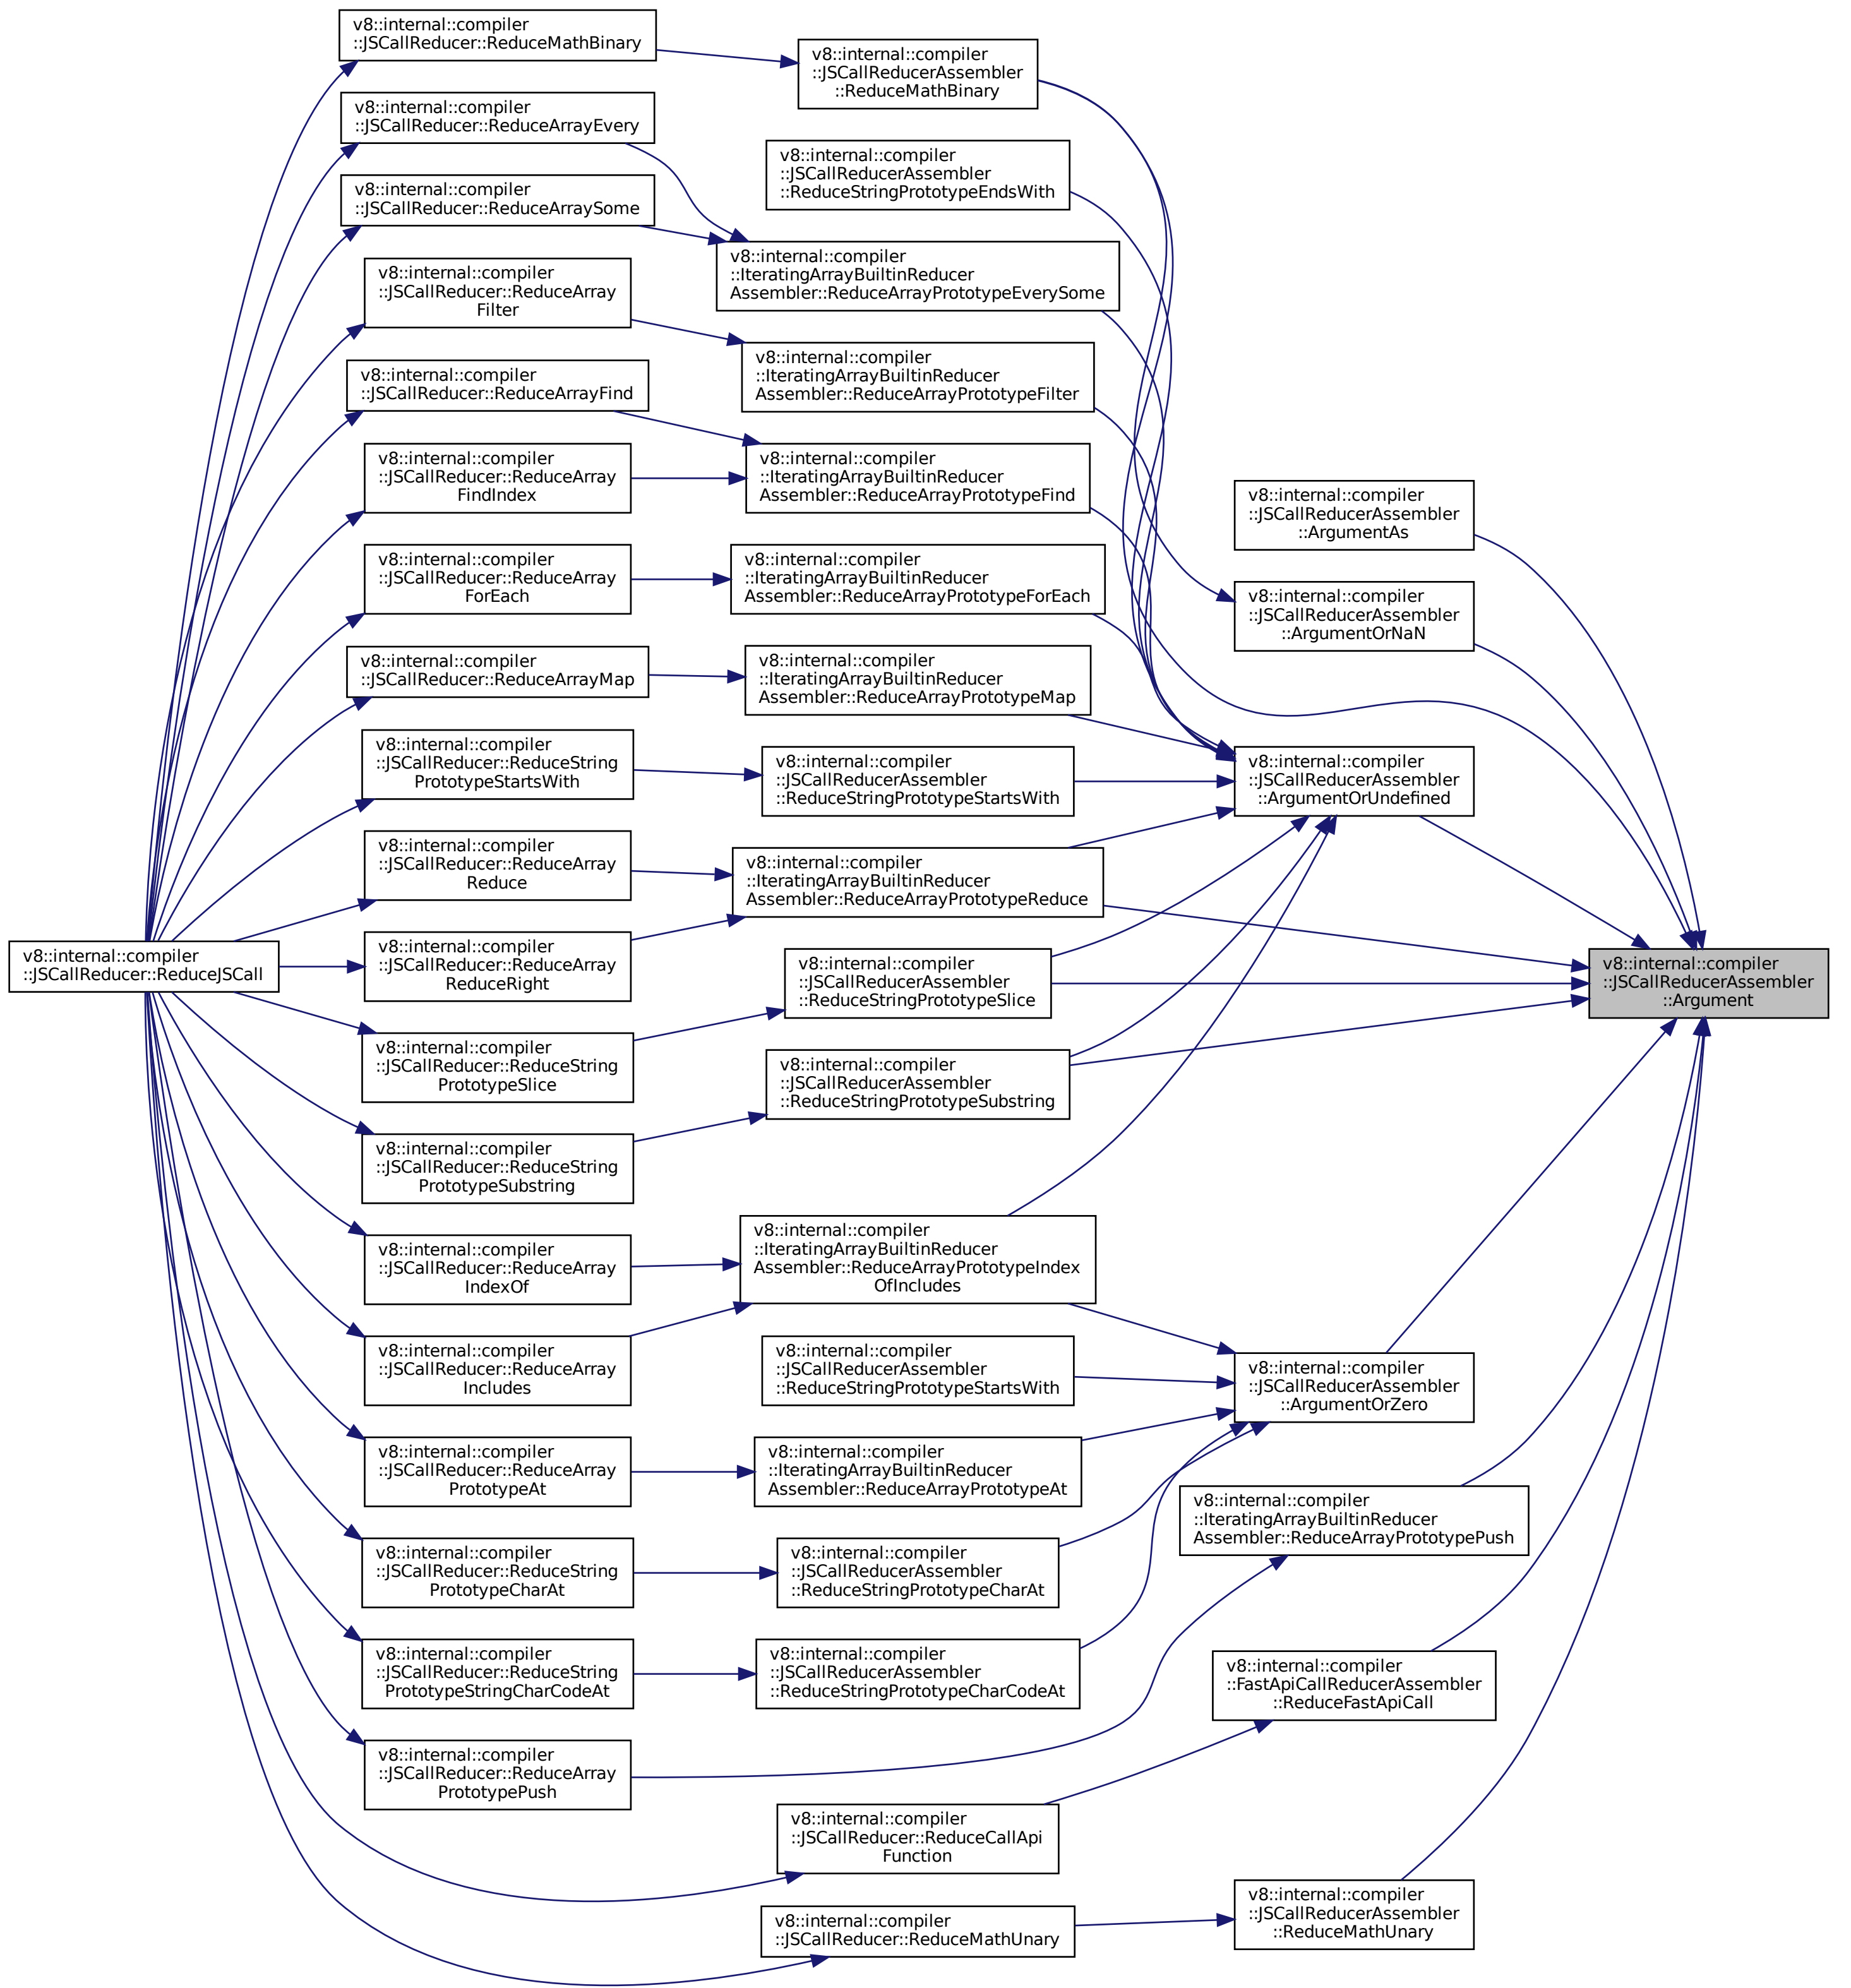 v8::internal::compiler
::JSCallReducer::ReduceMathBinary
v8::internal::compiler
::JSCallReducer::ReduceArrayEvery
v8::internal::compiler
::JSCallReducer::ReduceArraySome
v8::internal::compiler
::JSCallReducer::ReduceArray
Filter
v8::internal::compiler
::JSCallReducer::ReduceArrayFind
v8::internal::compiler
::JSCallReducer::ReduceArray
FindIndex
v8::internal::compiler
::JSCallReducer::ReduceArray
ForEach
v8::internal::compiler
::JSCallReducer::ReduceArrayMap
v8::internal::compiler
::JSCallReducer::ReduceString
PrototypeStartsWith
v8::internal::compiler
::JSCallReducer::ReduceArray
Reduce
v8::internal::compiler
::JSCallReducer::ReduceJSCall
v8::internal::compiler
::JSCallReducer::ReduceArray
ReduceRight
v8::internal::compiler
::JSCallReducer::ReduceString
PrototypeSlice
v8::internal::compiler
::JSCallReducer::ReduceString
PrototypeSubstring
v8::internal::compiler
::JSCallReducer::ReduceArray
IndexOf
v8::internal::compiler
::JSCallReducer::ReduceArray
Includes
v8::internal::compiler
::JSCallReducer::ReduceArray
PrototypeAt
v8::internal::compiler
::JSCallReducer::ReduceString
PrototypeCharAt
v8::internal::compiler
::JSCallReducer::ReduceString
PrototypeStringCharCodeAt
v8::internal::compiler
::JSCallReducer::ReduceArray
PrototypePush
v8::internal::compiler
::JSCallReducerAssembler
::ReduceMathBinary
v8::internal::compiler
::JSCallReducerAssembler
::ReduceStringPrototypeEndsWith
v8::internal::compiler
::IteratingArrayBuiltinReducer
Assembler::ReduceArrayPrototypeEverySome
v8::internal::compiler
::IteratingArrayBuiltinReducer
Assembler::ReduceArrayPrototypeFilter
v8::internal::compiler
::IteratingArrayBuiltinReducer
Assembler::ReduceArrayPrototypeFind
v8::internal::compiler
::IteratingArrayBuiltinReducer
Assembler::ReduceArrayPrototypeForEach
v8::internal::compiler
::IteratingArrayBuiltinReducer
Assembler::ReduceArrayPrototypeMap
v8::internal::compiler
::JSCallReducerAssembler
::ReduceStringPrototypeStartsWith
v8::internal::compiler
::IteratingArrayBuiltinReducer
Assembler::ReduceArrayPrototypeReduce
v8::internal::compiler
::JSCallReducerAssembler
::ReduceStringPrototypeSlice
v8::internal::compiler
::JSCallReducerAssembler
::ReduceStringPrototypeSubstring
v8::internal::compiler
::IteratingArrayBuiltinReducer
Assembler::ReduceArrayPrototypeIndex
OfIncludes
v8::internal::compiler
::JSCallReducerAssembler
::ReduceStringPrototypeStartsWith
v8::internal::compiler
::IteratingArrayBuiltinReducer
Assembler::ReduceArrayPrototypeAt
v8::internal::compiler
::JSCallReducerAssembler
::ReduceStringPrototypeCharAt
v8::internal::compiler
::JSCallReducerAssembler
::ReduceStringPrototypeCharCodeAt
v8::internal::compiler
::JSCallReducer::ReduceCallApi
Function
v8::internal::compiler
::JSCallReducer::ReduceMathUnary
v8::internal::compiler
::JSCallReducerAssembler
::ArgumentAs
v8::internal::compiler
::JSCallReducerAssembler
::ArgumentOrNaN
v8::internal::compiler
::JSCallReducerAssembler
::ArgumentOrUndefined
v8::internal::compiler
::JSCallReducerAssembler
::ArgumentOrZero
v8::internal::compiler
::IteratingArrayBuiltinReducer
Assembler::ReduceArrayPrototypePush
v8::internal::compiler
::FastApiCallReducerAssembler
::ReduceFastApiCall
v8::internal::compiler
::JSCallReducerAssembler
::ReduceMathUnary
v8::internal::compiler
::JSCallReducerAssembler
::Argument